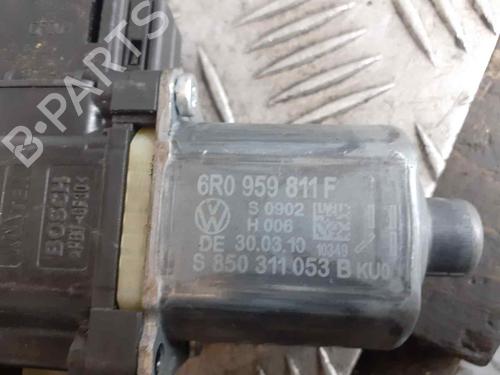 B-PARTS
6R0 959 811 F
S 0902
H 006
DE 30.03.10 10349
S 850 311 053 B KU0
BOSCH